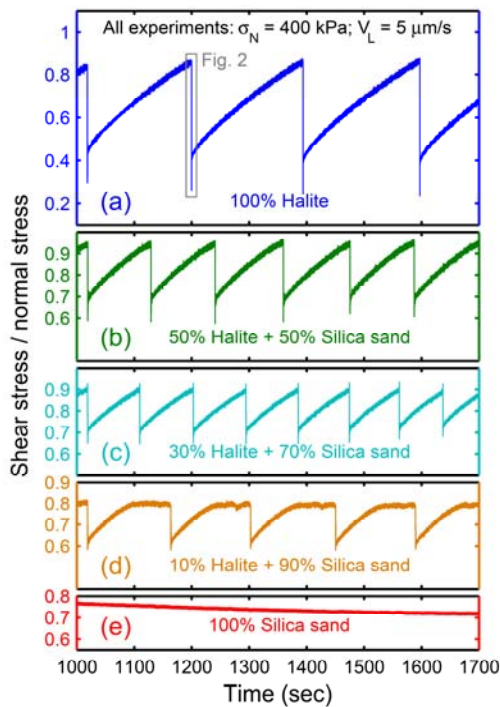 All experiments: σN = 400 kPa; VL = 5 μm/s
1
Fig. 2
0.8
0.6
0.4
(a)
100% Halite
0.2
0.9
0.8
0.7
0.6
(b)
50% Halite + 50% Silica sand
0.9
0.8
0.7
0.6
(c)
30% Halite + 70% Silica sand
0.9
0.8
0.7
0.6
(d)
10% Halite + 90% Silica sand
0.8
0.7
0.6
(e)
100% Silica sand
Shear stress / normal stress
1000 1100 1200 1300 1400 1500 1600 1700
Time (sec)